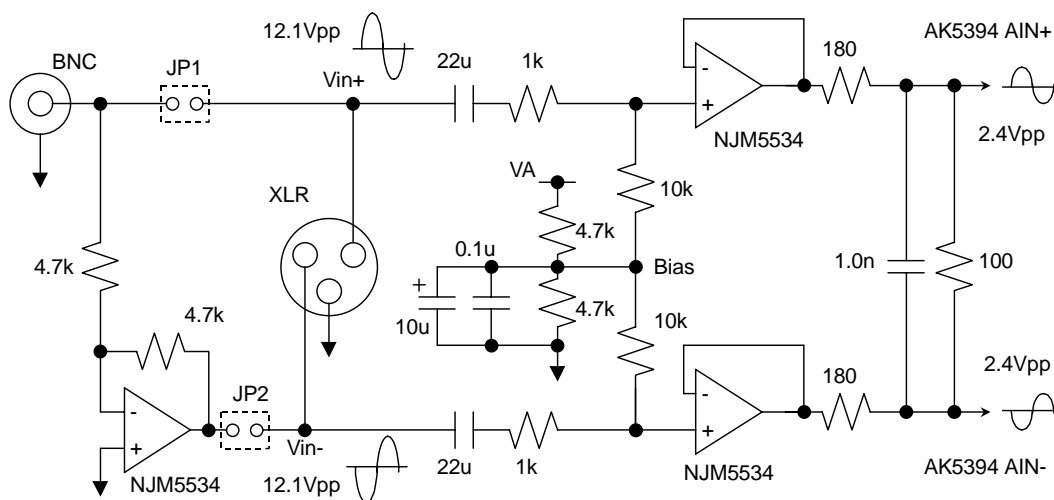 12.1Vpp
BNC
JP1
Vin+
22u
1k
-
+
NJM5534
180
AK5394 AIN+
2.4Vpp
XLR
VA
10k
4.7k
4.7k
0.1u
Bias
+
10u
4.7k
10k
1.0n
100
4.7k
-
+
NJM5534
JP2
Vin-
12.1Vpp
22u
1k
-
+
NJM5534
180
2.4Vpp
AK5394 AIN-